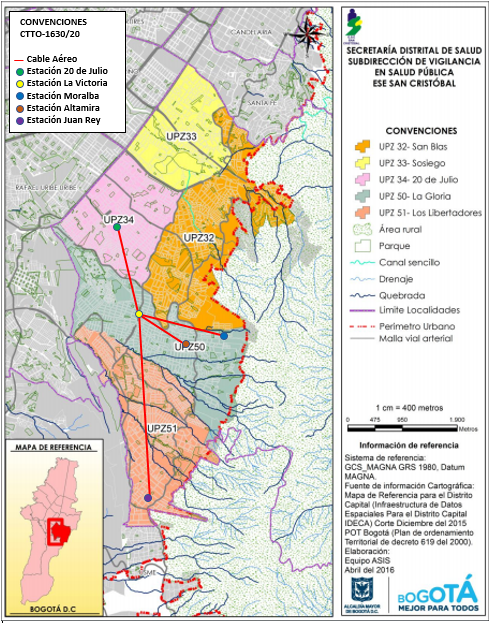 CONVENCIONES
CTTO-1630/20
Cable Aéreo
Estación 20 de Julio
Estación La Victoria
Estación Moralba
Estación Altamira
Estación Juan Rey
CANDELARIA
SANTA FE
RAFAEL URIBE URIBE
UPZ33
UPZ34
UPZ32
UPZ50
UPZ51
MAPA DE REFERENCIA
BOGOTÁ D.C
SECRETARÍA DISTRITAL DE SALUD
SUBDIRECCIÓN DE VIGILANCIA
EN SALUD PÚBLICA
ESE SAN CRISTÓBAL
CONVENCIONES
UPZ 32- San Blas
UPZ 33- Sosiego
UPZ 34- 20 de Julio
UPZ 50- La Gloria
UPZ 51- Los Libertadores
Área rural
Parque
Canal sencillo
Drenaje
Quebrada
Límite Localidades
Perímetro Urbano
Malla vial arterial
1 cm = 400 metros
0 475 950 1.900
Metros
Información de referencia
Sistema de referencia:
GCS_MAGNA GRS 1980, Datum
MAGNA.
Fuente de información Cartográfica:
Mapa de Referencia para el Distrito
Capital (Infraestructura de Datos
Espaciales Para el Distrito Capital
IDECA) Corte Diciembre del 2015
POT Bogotá (Plan de ordenamiento
Territorial de decreto 619 del 2000).
Elaboración:
Equipo ASIS
Abril del 2016
ALCALDÍA MAYOR
DE BOGOTÁ D.C.
BOGOTÁ
MEJOR PARA TODOS